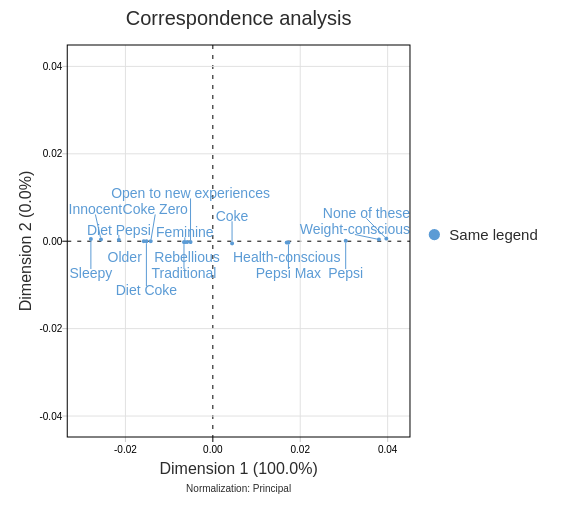 Correspondence analysis
0.04
0.02
Open to new experiences
Innocent Coke Zero
Coke
None of these
Diet Pepsi Feminine
Weight-conscious
0.00
Same legend
Older Rebellious Health-conscious
Sleepy Traditional Pepsi Max Pepsi
Diet Coke
-0.02
-0.04
-0.02 0.00 0.02 0.04
Dimension 2 (0.0%)
Dimension 1 (100.0%)
Normalization: Principal